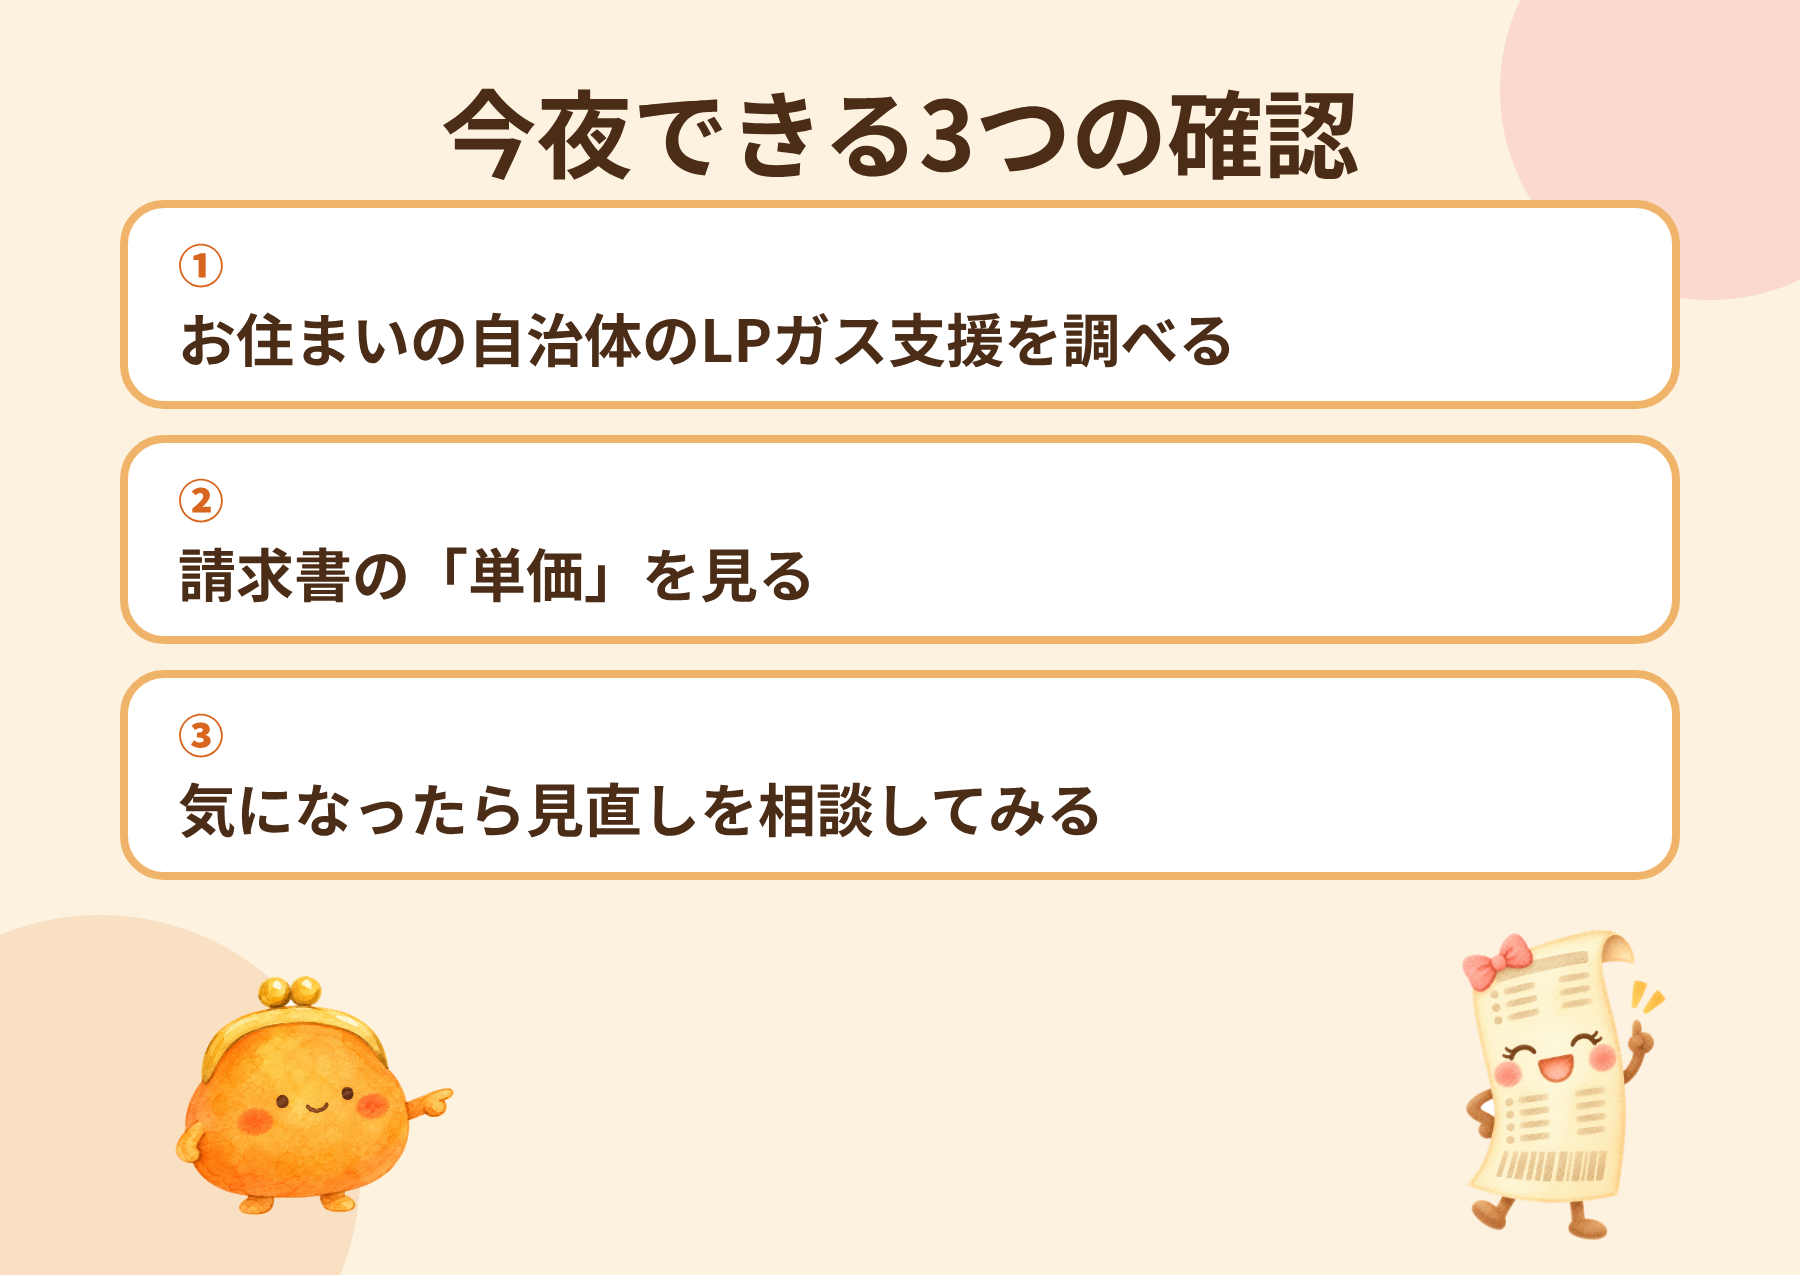 今夜できる3つの確認
①
お住まいの自治体のLPガス支援を調べる
②
請求書の「単価」を見る
③
気になったら見直しを相談してみる